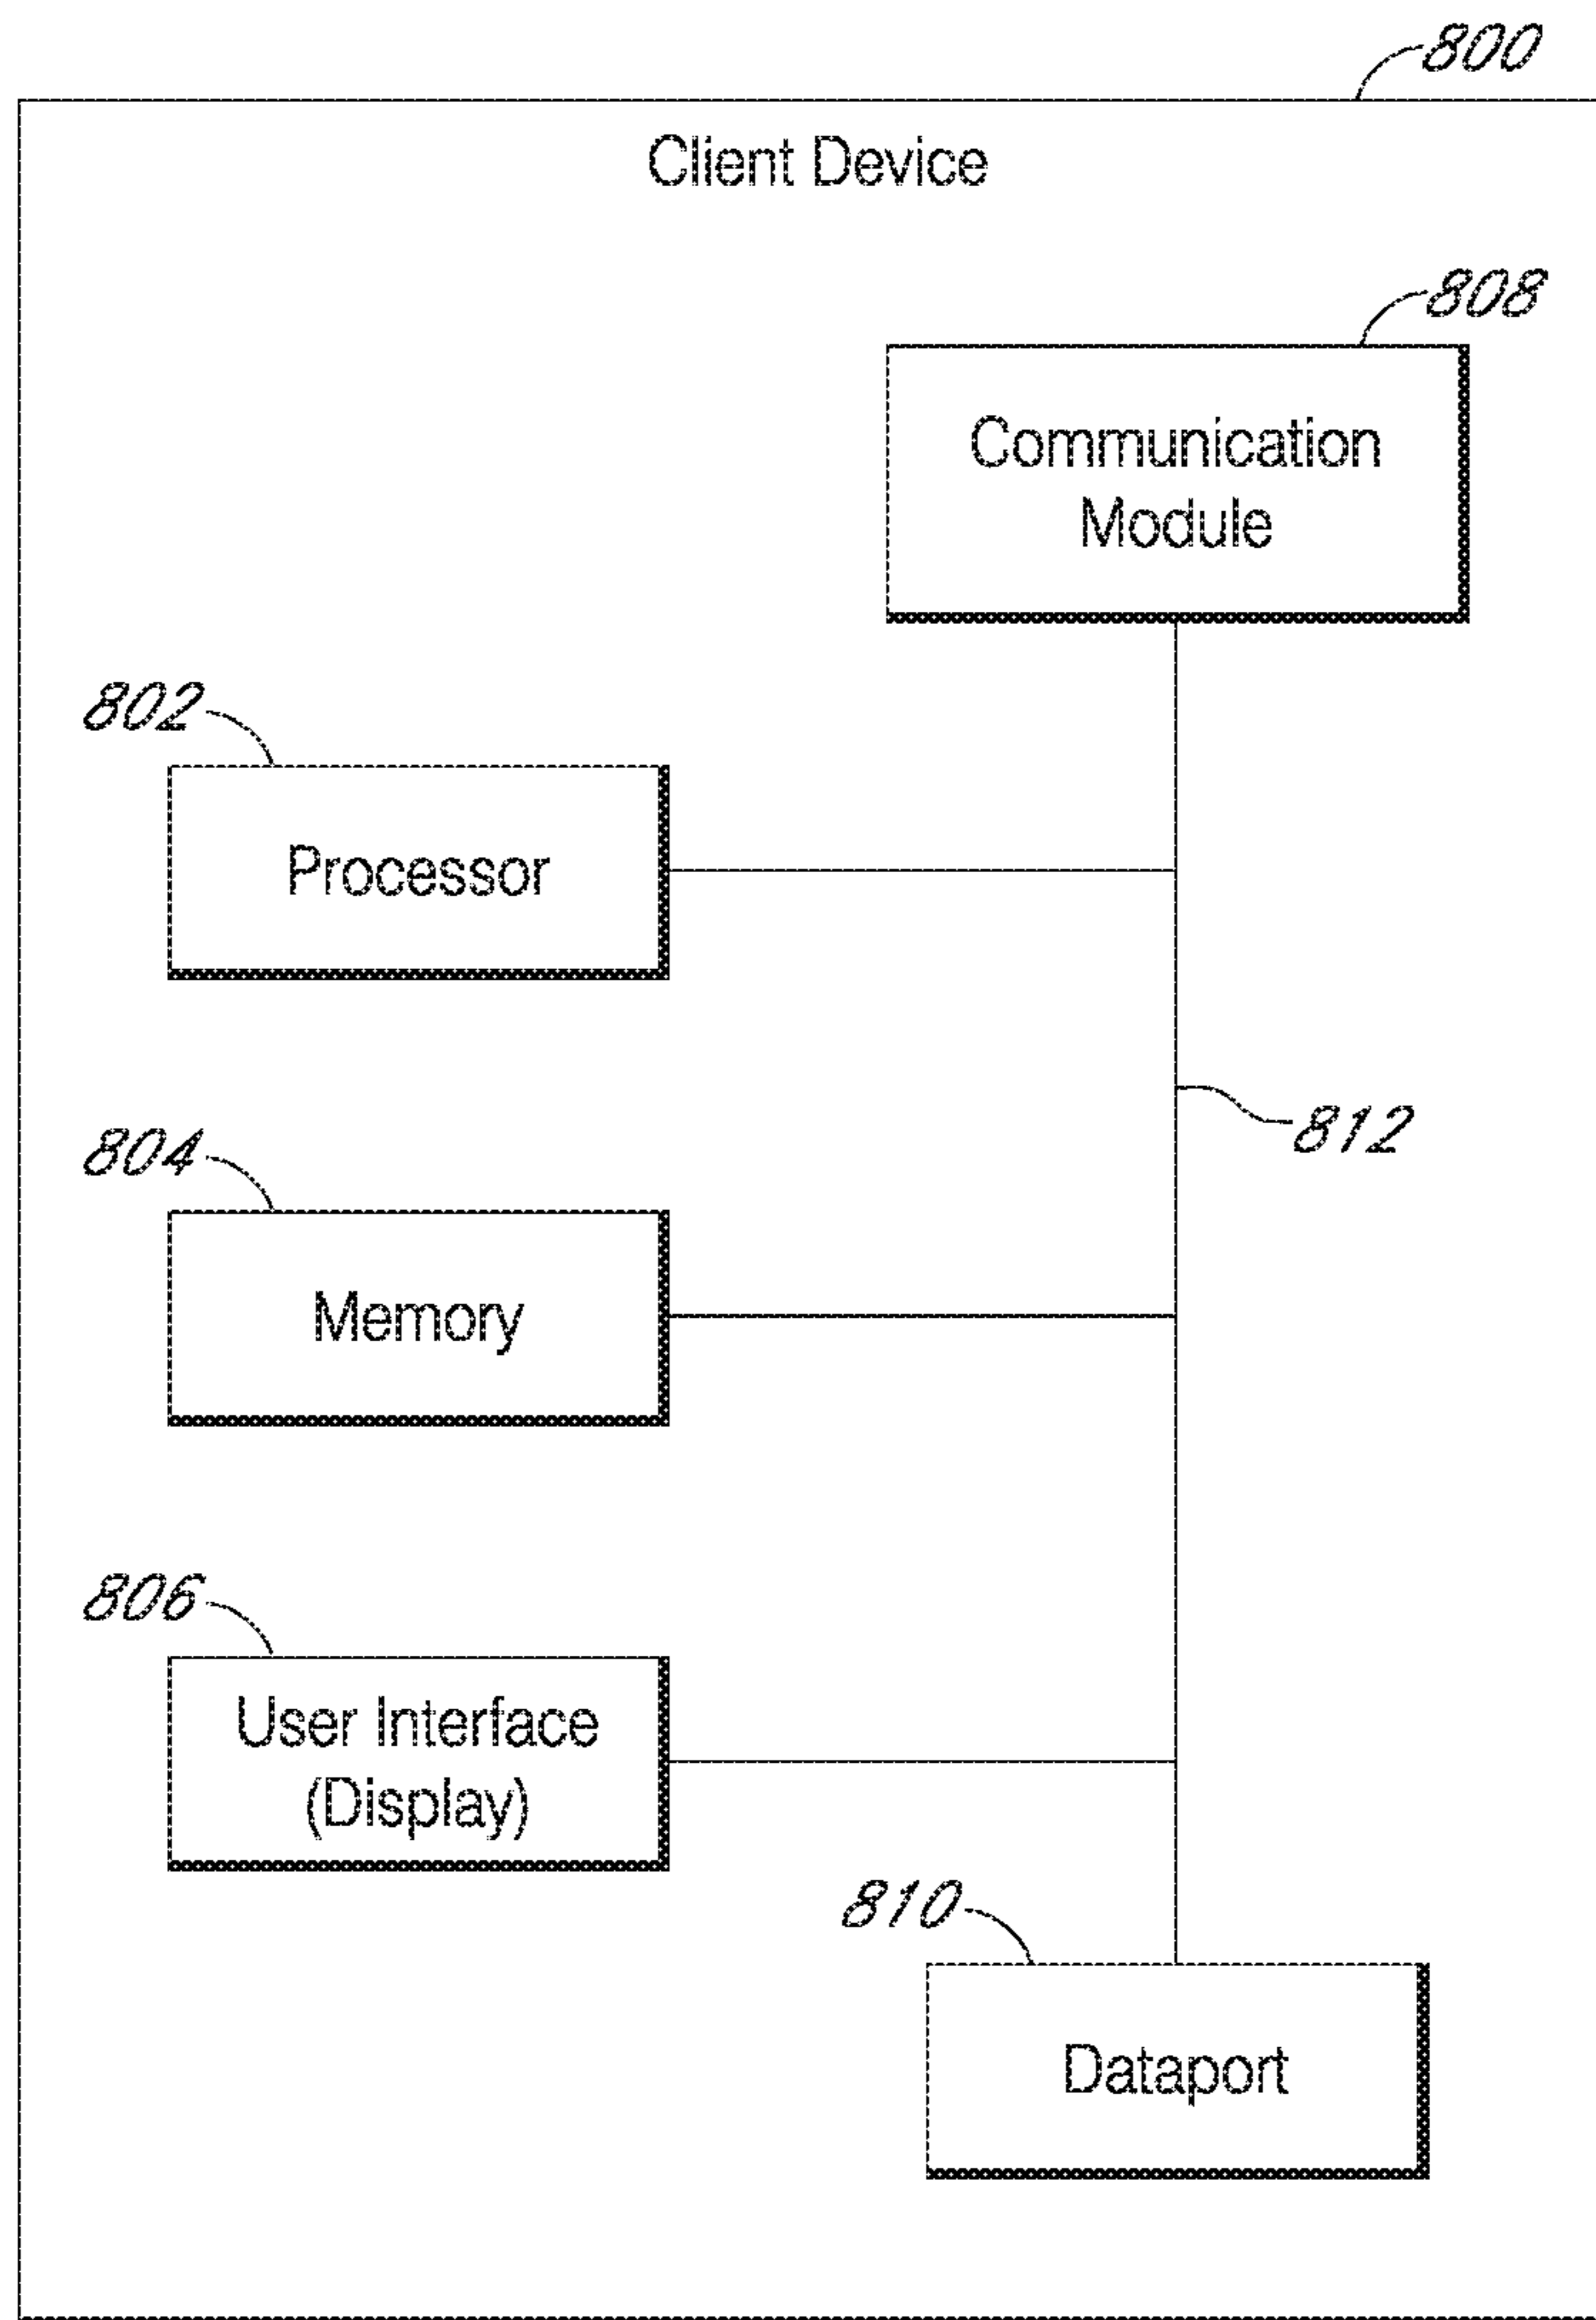 800
Client Device
808
Communication
Module
802
Processor
812
804
Memory
806
User Interface
(Display)
810
Dataport